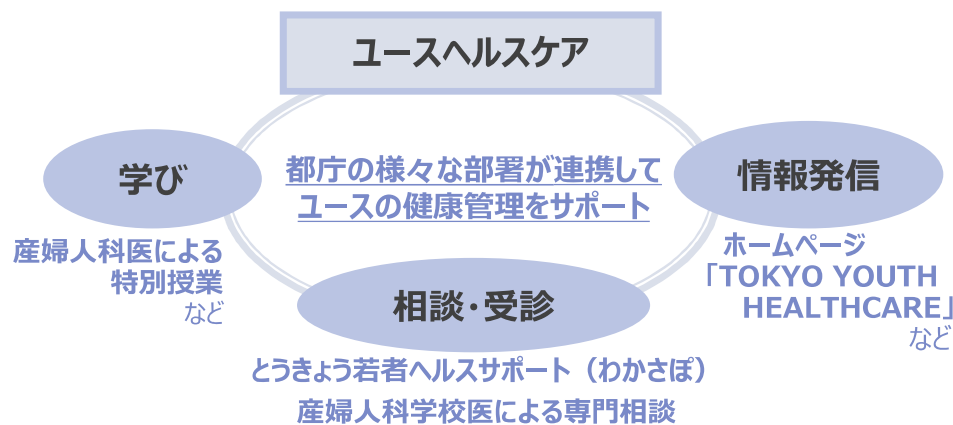 ユースヘルスケア
都庁の様々な部署が連携して
ユースの健康管理をサポート
学び
産婦人科医による
特別授業
など
情報発信
ホームページ
「TOKYO YOUTH
HEALTHCARE」
など
相談・受診
とうきょう若者ヘルスサポート（わかさぽ）
産婦人科学校医による専門相談